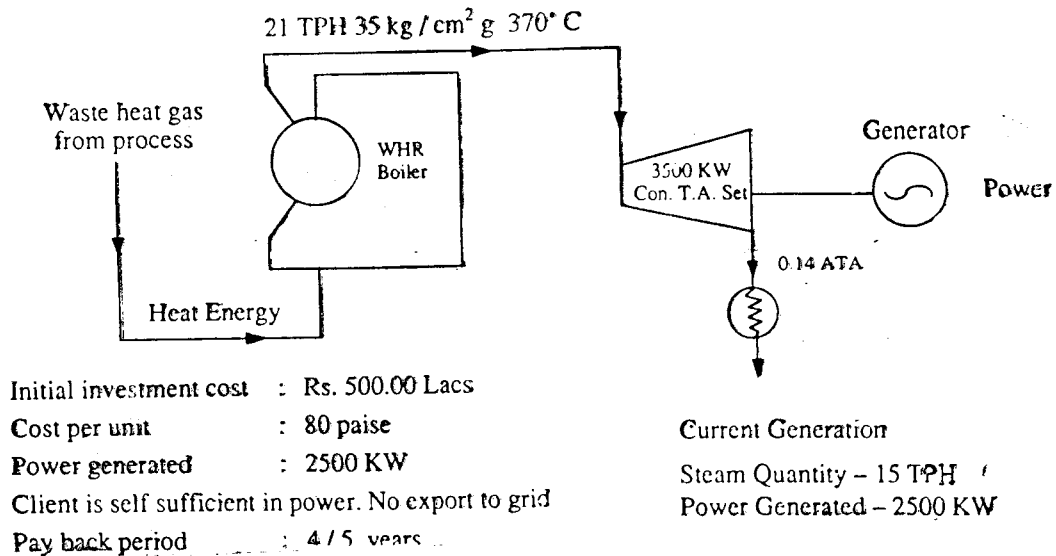 21 TPH 35 kg / cm² g 370° C
Waste heat gas
from process
WHR
Boiler
Generator
3500 KW
Con. T.A. Set
Power
0.14 ATA
Heat Energy
Initial investment cost : Rs. 500.00 Lacs
Cost per unit : 80 paise
Power generated : 2500 KW
Client is self sufficient in power. No export to grid
Pay back period : 4 / 5 years
Current Generation
Steam Quantity – 15 TPH
Power Generated – 2500 KW